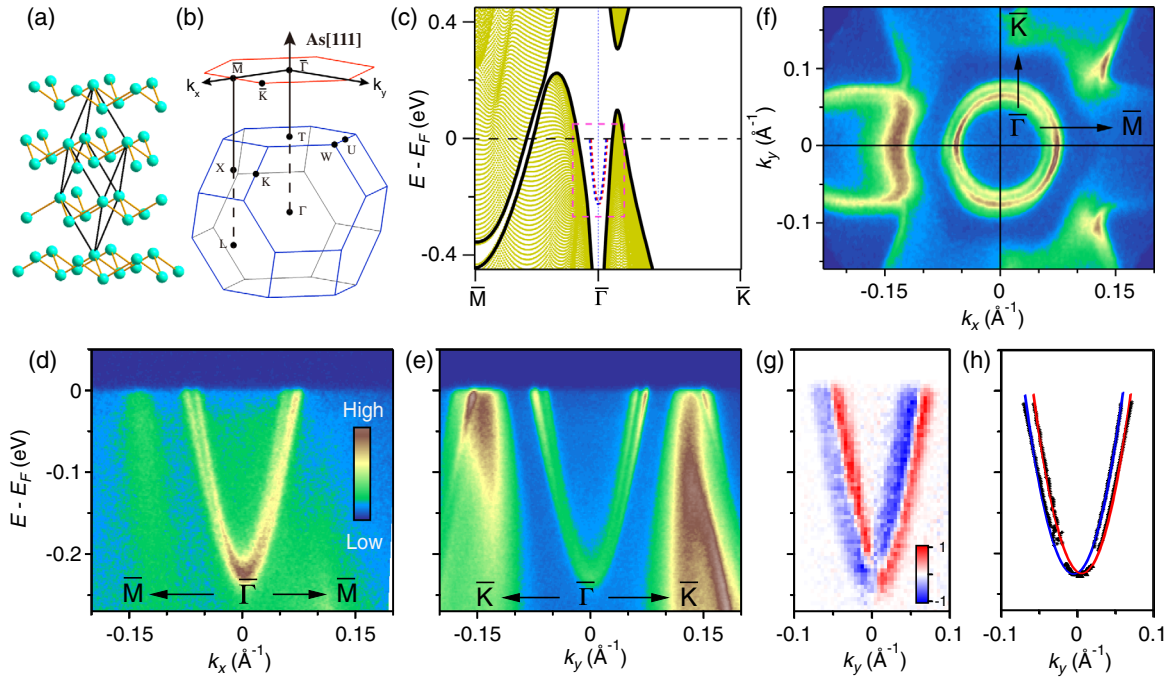 (a)
(b)
As[111]
M̅
Γ̅
kx
K̅
ky
T
W
U
X
K
Γ
L
(c)
E - EF (eV)
0.4
0
-0.4
M̅
Γ̅
K̅
(f)
K̅
Γ̅
M̅
ky (Å⁻¹)
0.1
0
-0.1
-0.15
0
0.15
kx (Å⁻¹)
(d)
E - EF (eV)
0
-0.1
-0.2
High
Low
M̅
Γ̅
M̅
-0.15
0
0.15
kx (Å⁻¹)
(e)
K̅
Γ̅
K̅
-0.15
0
0.15
ky (Å⁻¹)
(g)
1
-1
-0.1
0
0.1
ky (Å⁻¹)
(h)
-0.1
0
0.1
ky (Å⁻¹)